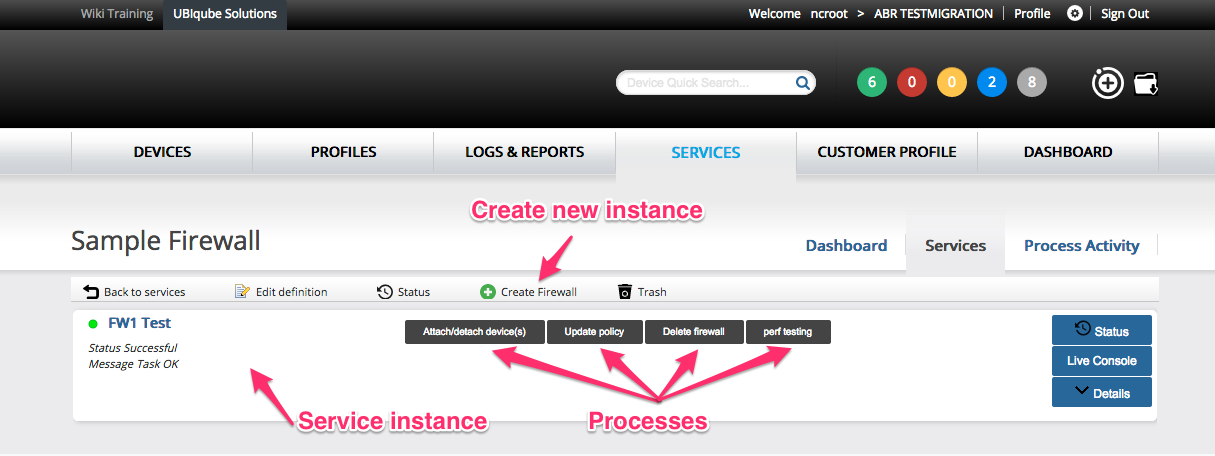 Wiki Training UBIqube Solutions Welcome ncroot > ABR TESTMIGRATION Profile Sign Out
Device Quick Search... 6 0 0 2 8
DEVICES PROFILES LOGS & REPORTS SERVICES CUSTOMER PROFILE DASHBOARD
Create new instance
Sample Firewall Dashboard Services Process Activity
Back to services Edit definition Status Create Firewall Trash
FW1 Test Attach/detach device(s) Update policy Delete firewall perf testing Status
Status Successful
Message Task OK Live Console
Details
Service instance Processes